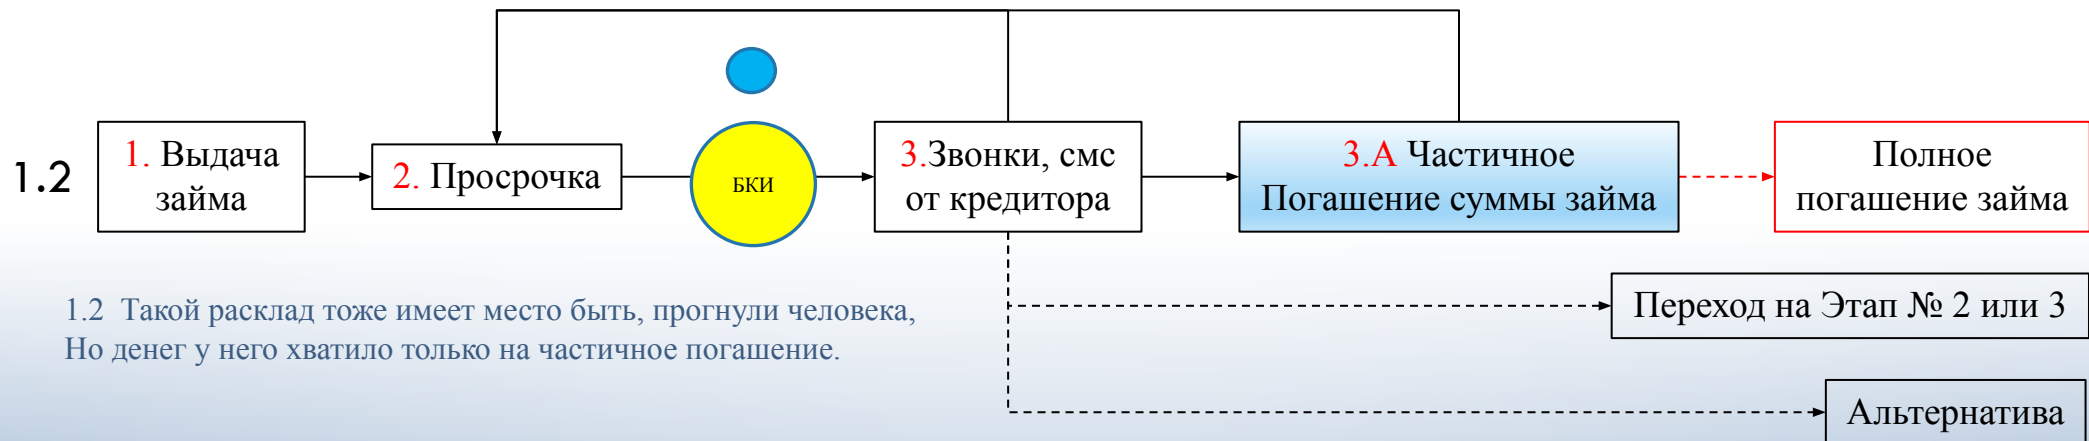 1.2
1. Выдача
займа
2. Просрочка
БКИ
3.Звонки, смс
от кредитора
3.А Частичное
Погашение суммы займа
Полное
погашение займа
1.2 Такой расклад тоже имеет место быть, прогнули человека,
Но денег у него хватило только на частичное погашение.
Переход на Этап № 2 или 3
Альтернатива